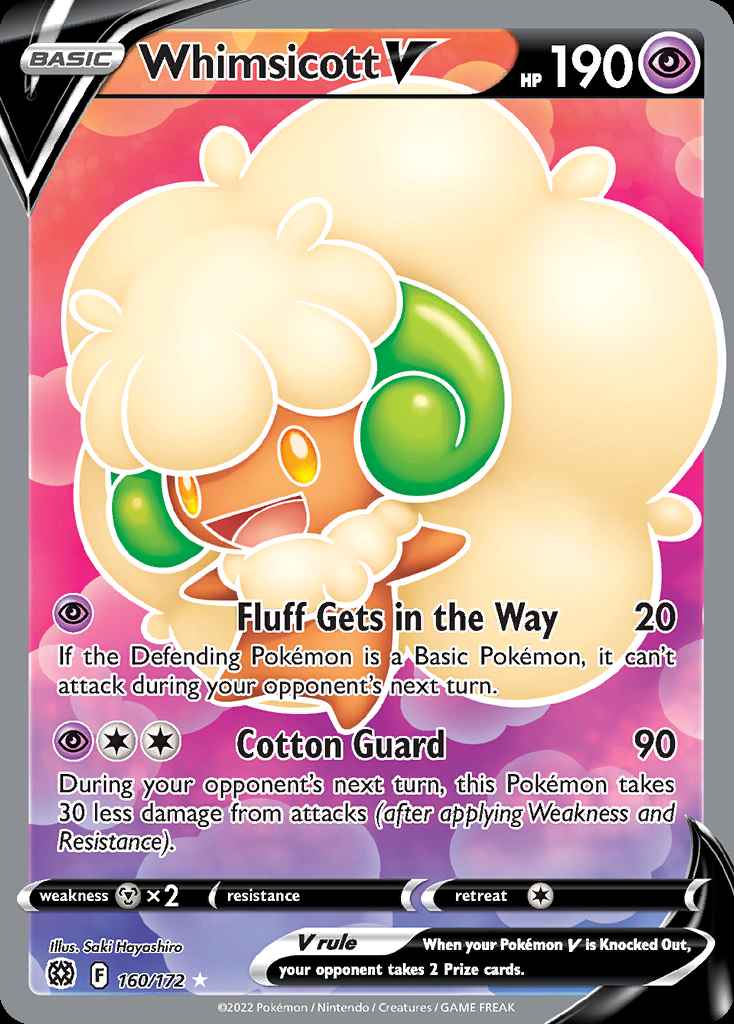 BASIC Whimsicott V HP 190
Fluff Gets in the Way 20
If the Defending Pokémon is a Basic Pokémon, it can't
attack during your opponent's next turn.
Cotton Guard 90
During your opponent's next turn, this Pokémon takes
30 less damage from attacks (after applying Weakness and
Resistance).
weakness ×2 resistance retreat
Illus. Saki Hayashiro
V rule When your Pokémon V is Knocked Out,
your opponent takes 2 Prize cards.
F 160/172
©2022 Pokémon / Nintendo / Creatures / GAME FREAK